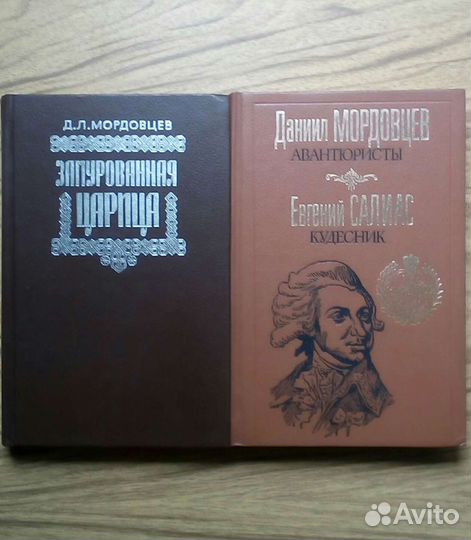 Д.Л.МОРДОВЦЕВ
ЗАМУРОВАННАЯ
ЦАРИЦА
Даниил МОРДОВЦЕВ
АВАНТЮРИСТЫ
Евгений САЛИАС
КУДЕСНИК
Avito